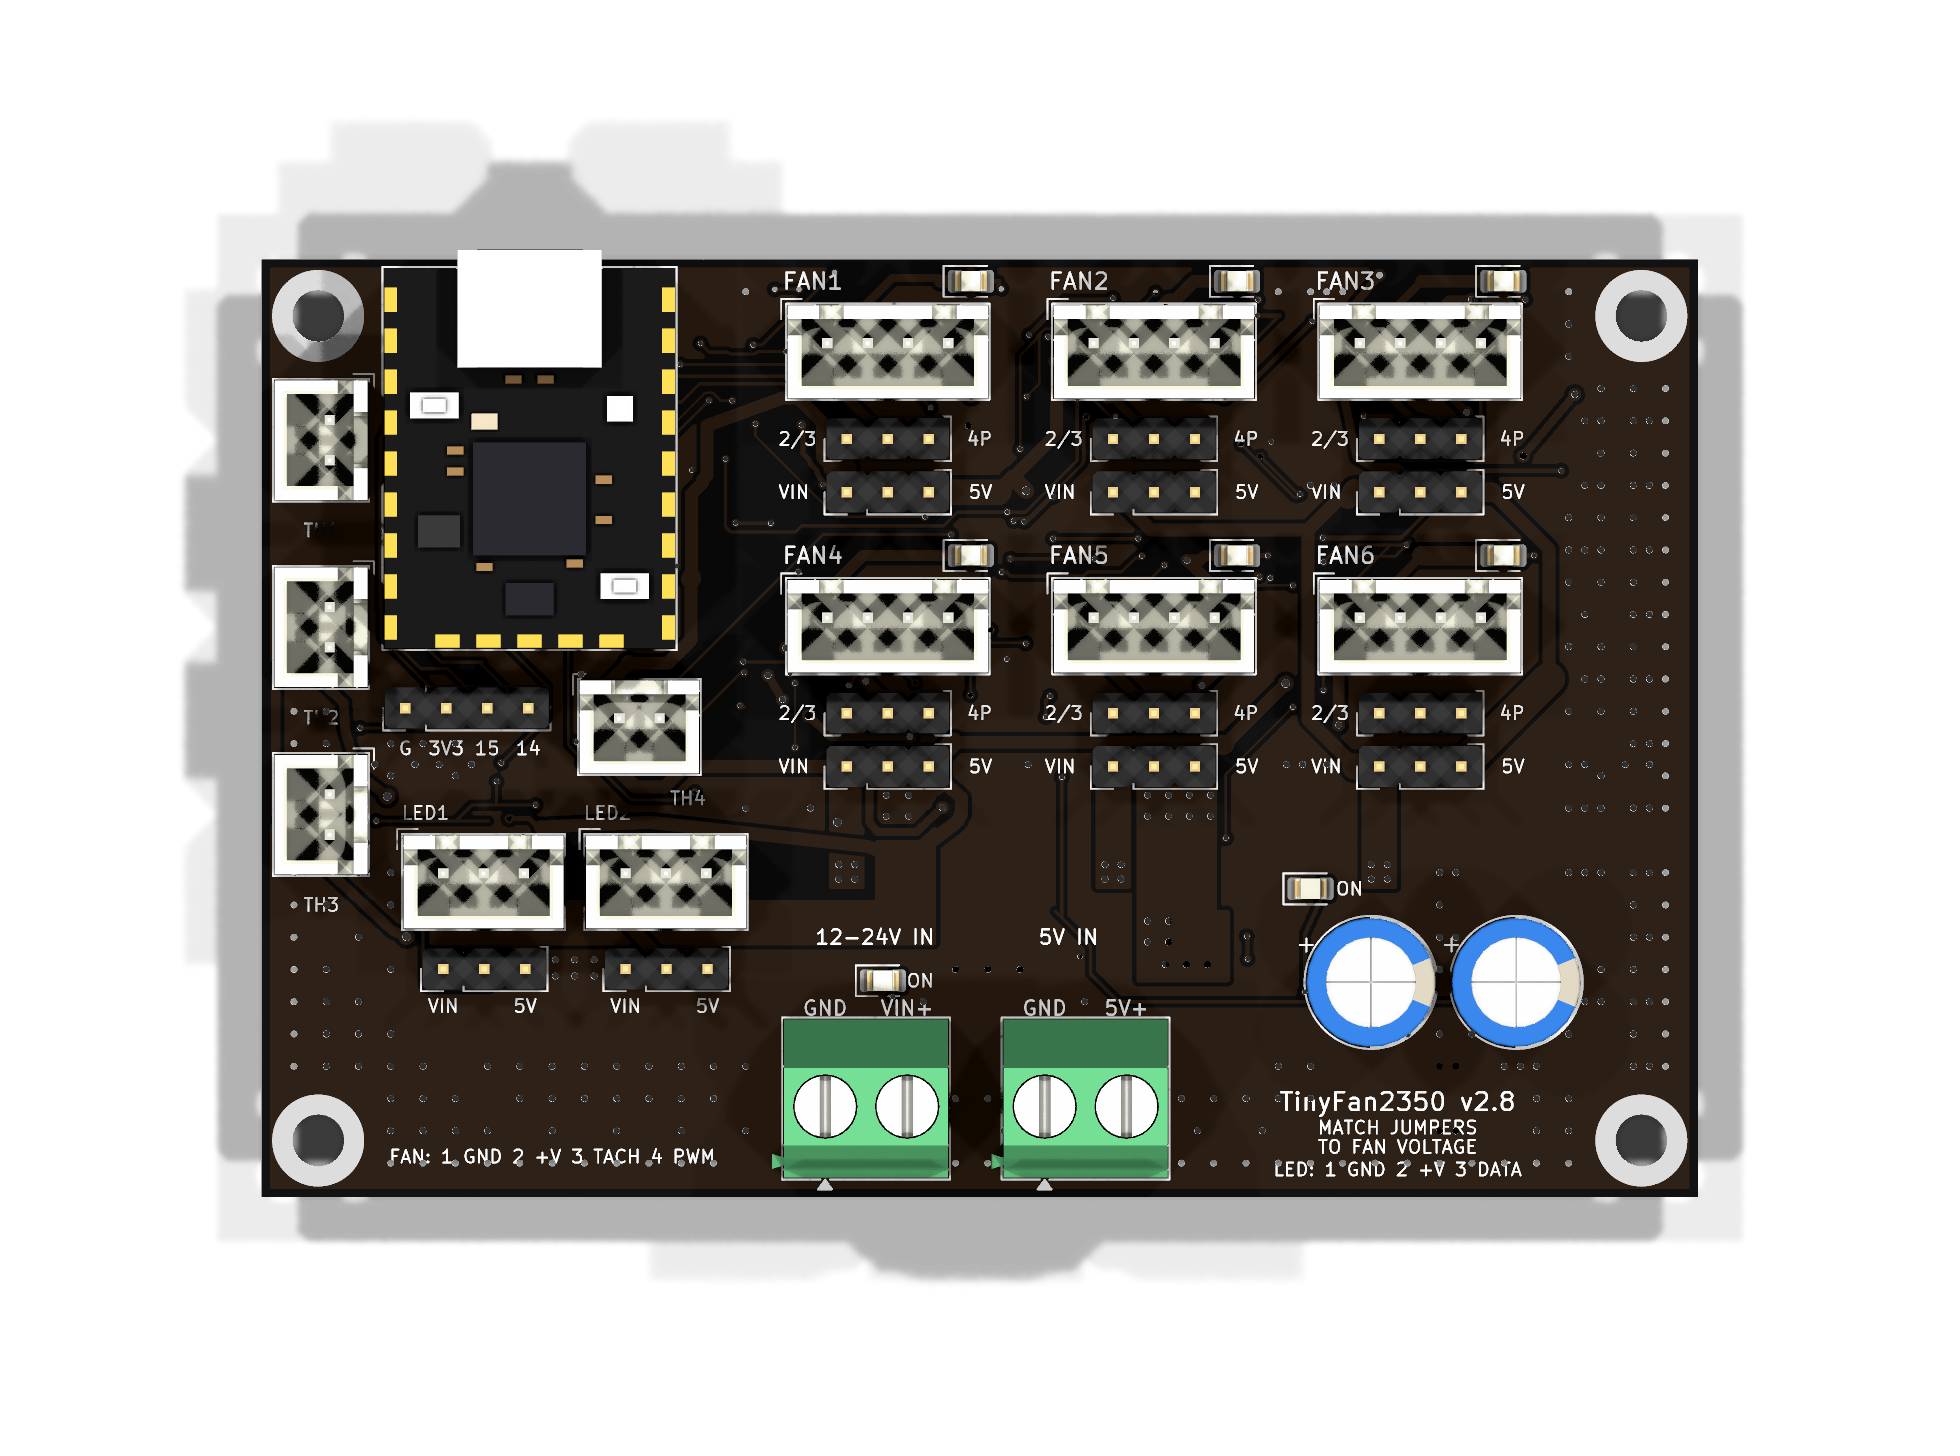 FAN1
FAN2
FAN3
2/3 4P
2/3 4P
2/3 4P
VIN 5V
VIN 5V
VIN 5V
FAN4
FAN5
FAN6
2/3 4P
2/3 4P
2/3 4P
VIN 5V
VIN 5V
VIN 5V
TH2
G 3V3 15 14
TH4
LED1
LED2
TH3
VIN 5V
VIN 5V
12-24V IN
ON
GND VIN+
5V IN
GND 5V+
ON
+
+
FAN: 1 GND 2 +V 3 TACH 4 PWM
TinyFan2350 v2.8
MATCH JUMPERS
TO FAN VOLTAGE
LED: 1 GND 2 +V 3 DATA